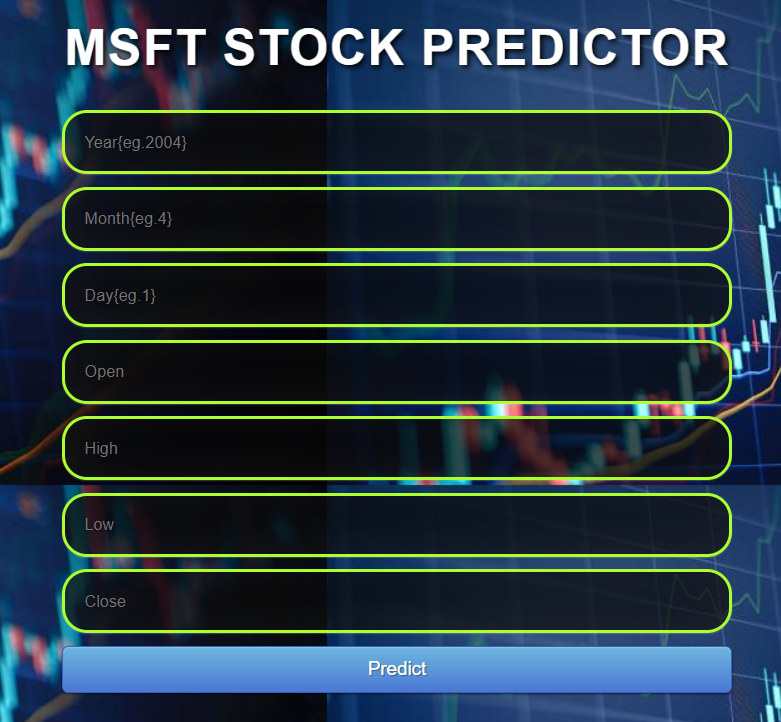 MSFT STOCK PREDICTOR
Year{eg.2004}
Month{eg.4}
Day{eg.1}
Open
High
Low
Close
Predict